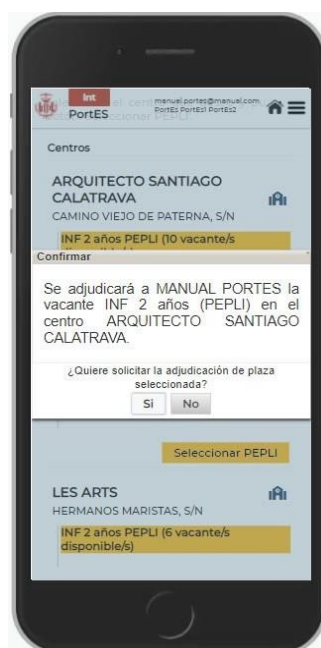 Int
PortES
manual.portes@manual.com
PortEs PortEs1 PortEs2
Centros
ARQUITECTO SANTIAGO
CALATRAVA
CAMINO VIEJO DE PATERNA, S/N
INF 2 años PEPLI (10 vacante/s
Confirmar
Se adjudicará a MANUAL PORTES la
vacante INF 2 años (PEPLI) en el
centro ARQUITECTO SANTIAGO
CALATRAVA.
¿Quiere solicitar la adjudicación de plaza
seleccionada?
Si No
Seleccionar PEPLI
LES ARTS
HERMANOS MARISTAS, S/N
INF 2 años PEPLI (6 vacante/s
disponible/s)